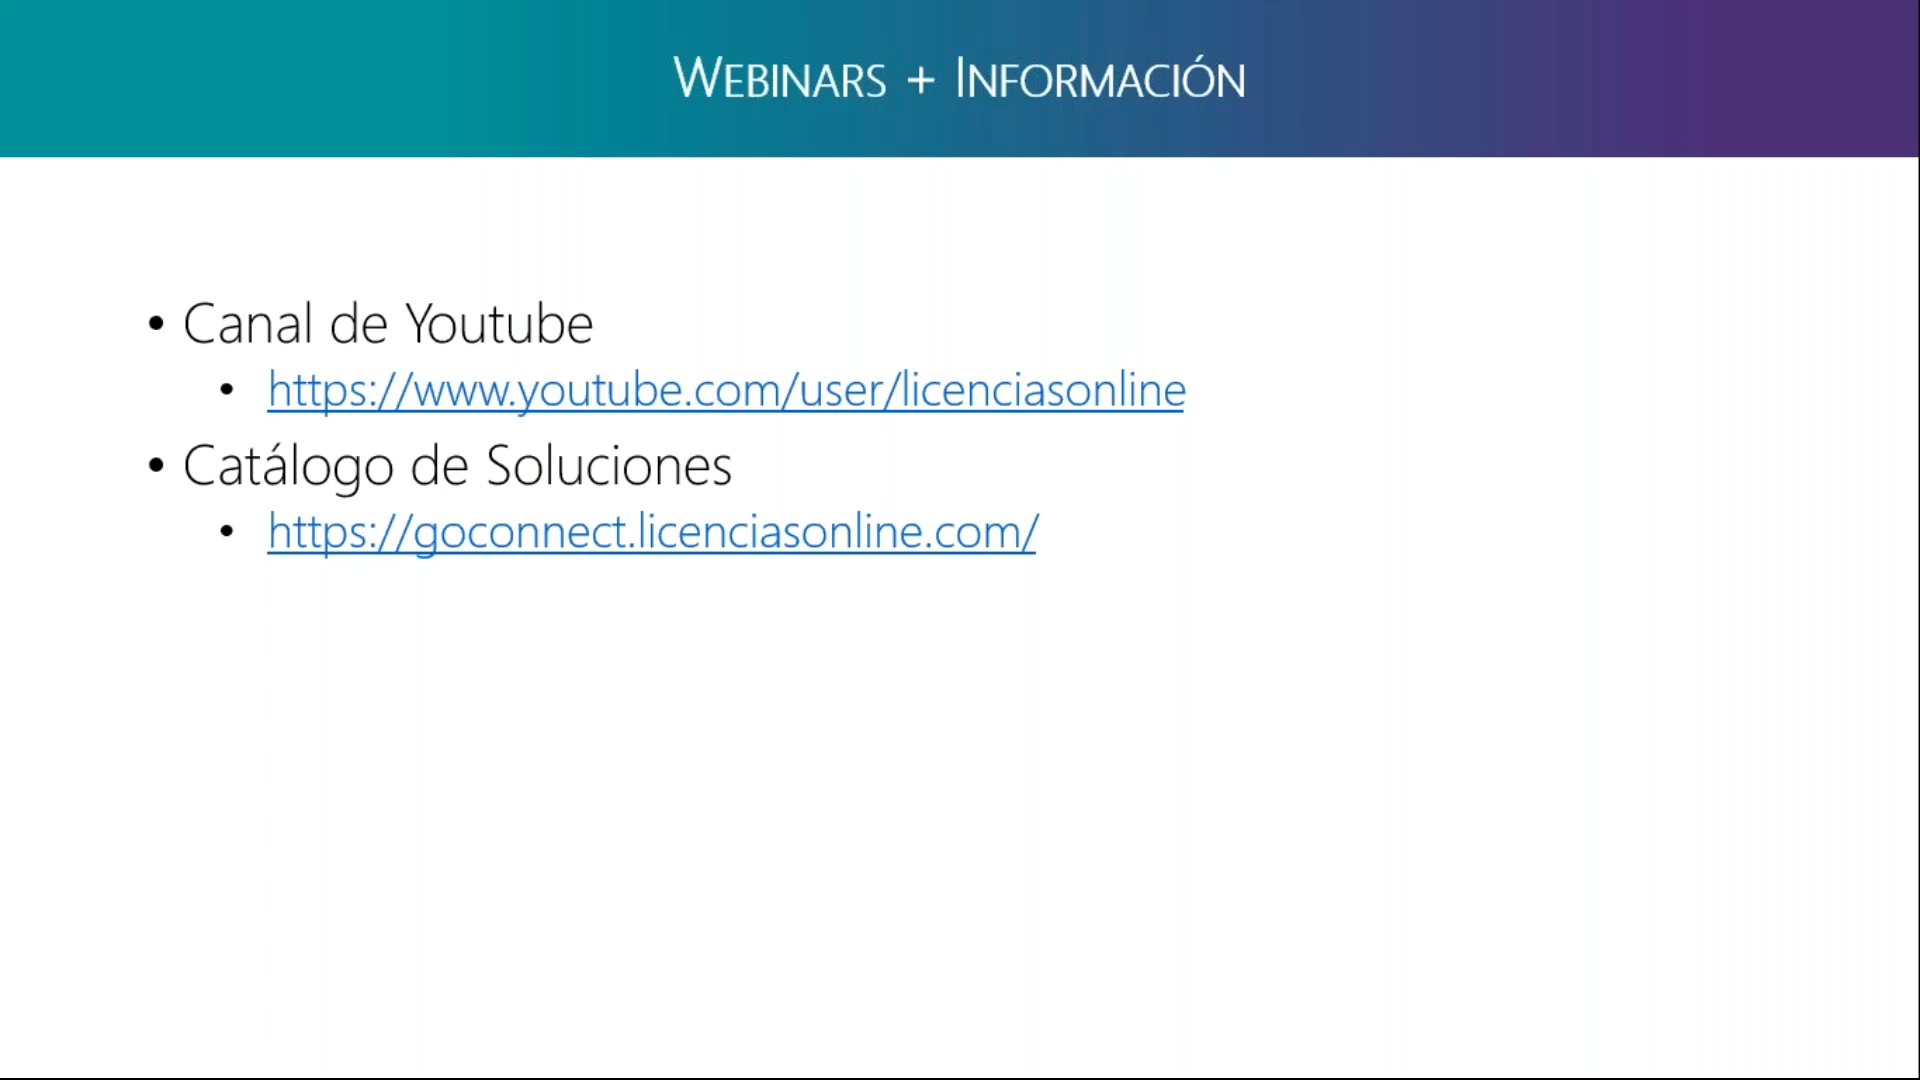 WEBINARS + INFORMACIÓN
• Canal de Youtube
• https://www.youtube.com/user/licenciasonline
• Catálogo de Soluciones
• https://goconnect.licenciasonline.com/